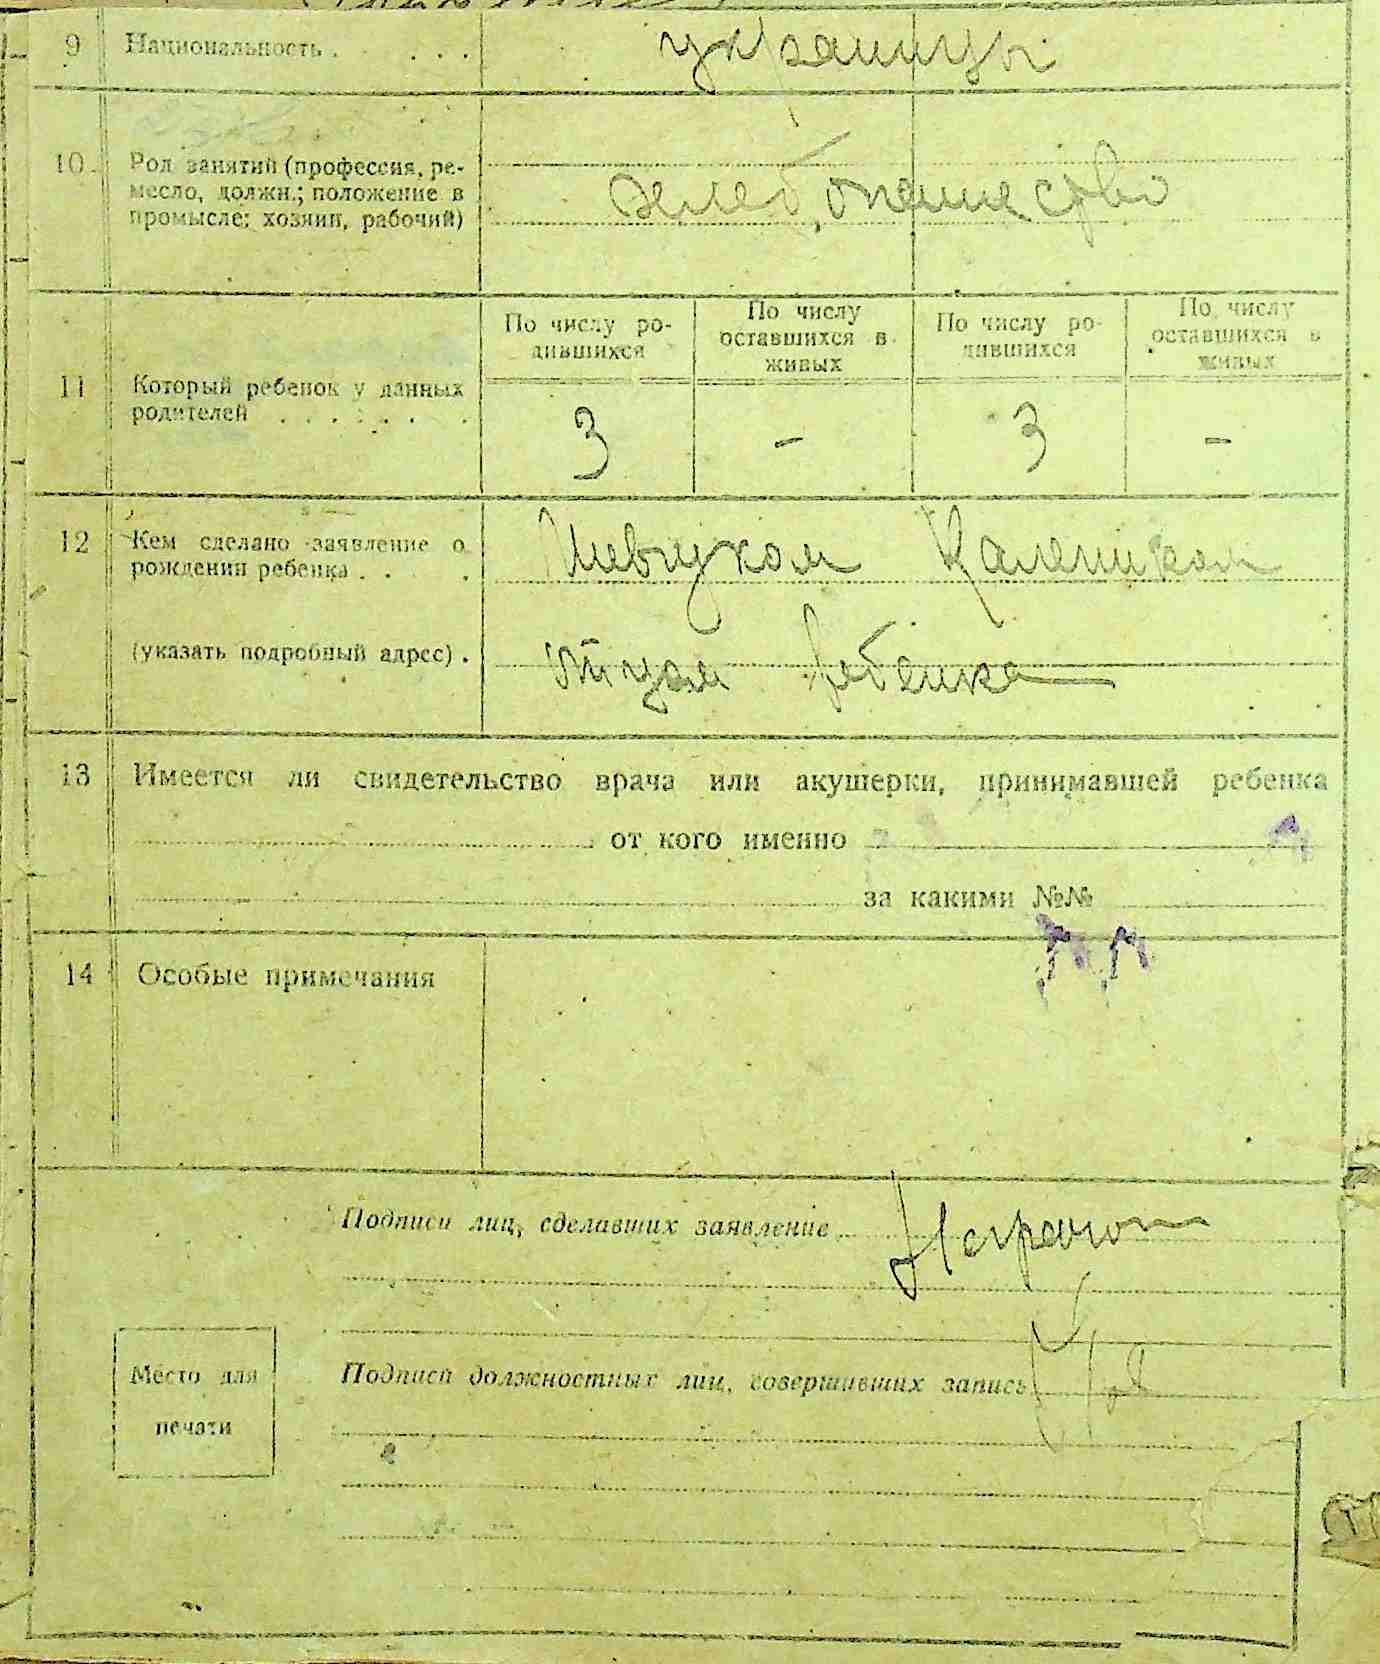 9 Национальность . . . . украинцы
10. Род занятий (профессия, ре-
месло, должн.; положение в
промысле: хозяин, рабочий)
хлебопашество
По числу ро-
дившихся
По числу
оставшихся в
живых
По числу ро-
дившихся
По числу
оставшихся в
живых
11 Который ребенок у данных
родителей . . . . . . .
3 - 3 -
12 Кем сделано заявление о
рождении ребенка . . .
Шевчуком
(указать подробный адрес) .
отцом ребенка
13 Имеется ли свидетельство врача или акушерки, принимавшей ребенка
от кого именно
за какими №№
14 Особые примечания
Подписи лиц, сделавших заявление
Место для
печати
Подписи должностных лиц, совершивших запись